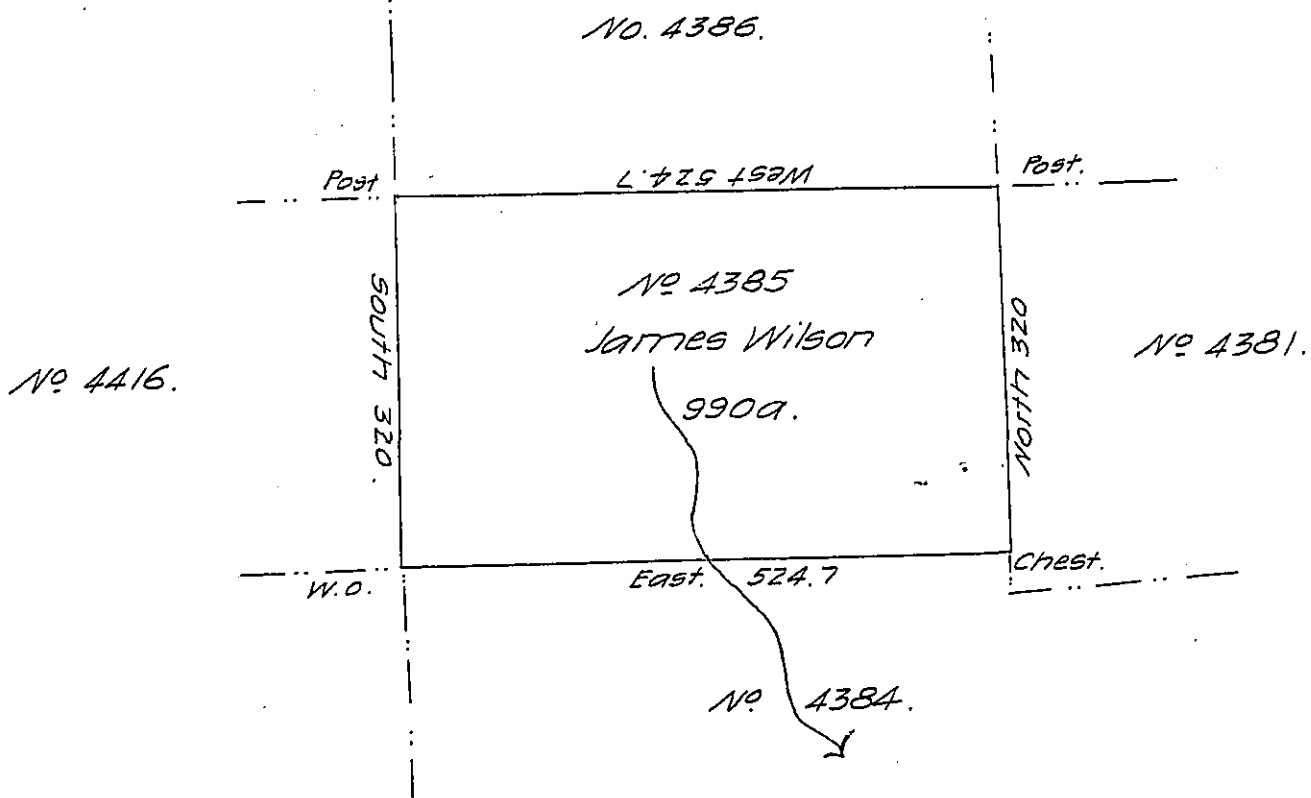 No. 4386.
Post
West 524.7
Post.
South 320.
Nº 4385
James Wilson
990a.
North 320
Nº 4416.
Nº 4381.
W.O.
East. 524.7
Chest.
Nº 4384.